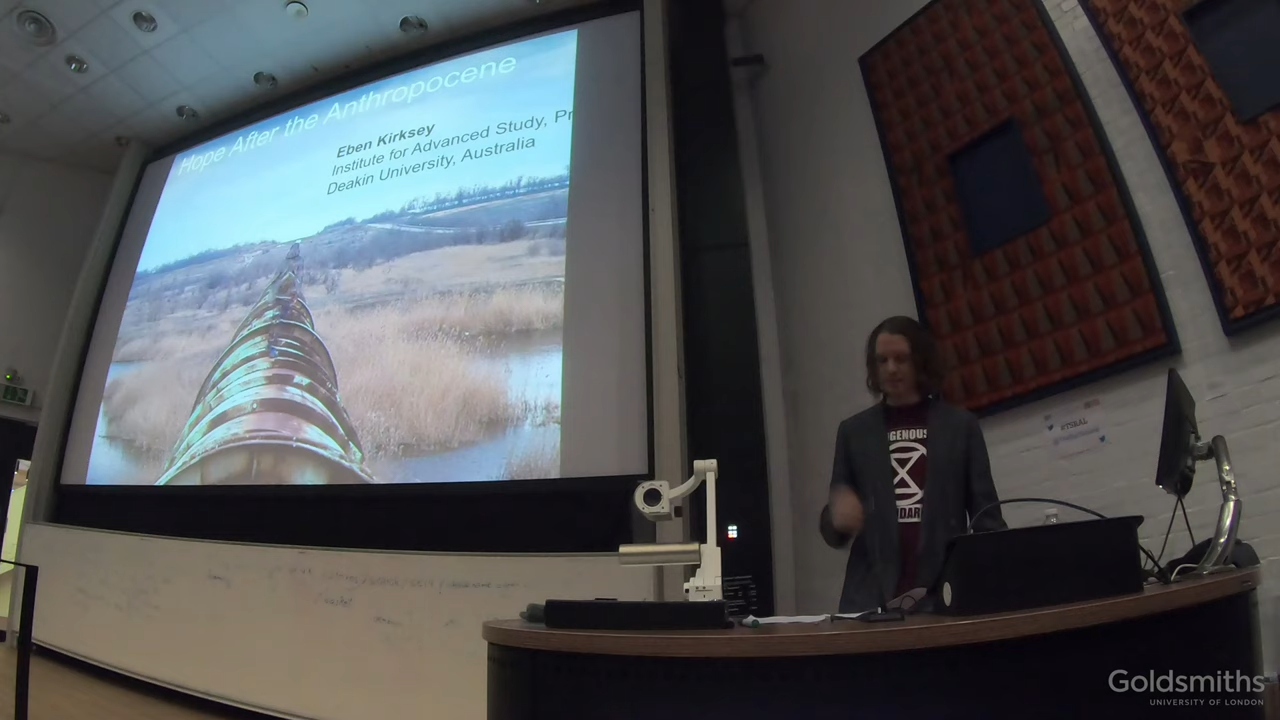 Hope After the Anthropocene
Eben Kirksey
Institute for Advanced Study, Pr
Deakin University, Australia
IGENOUS
IDARI
#TSBAL
Goldsmiths
UNIVERSITY OF LONDON